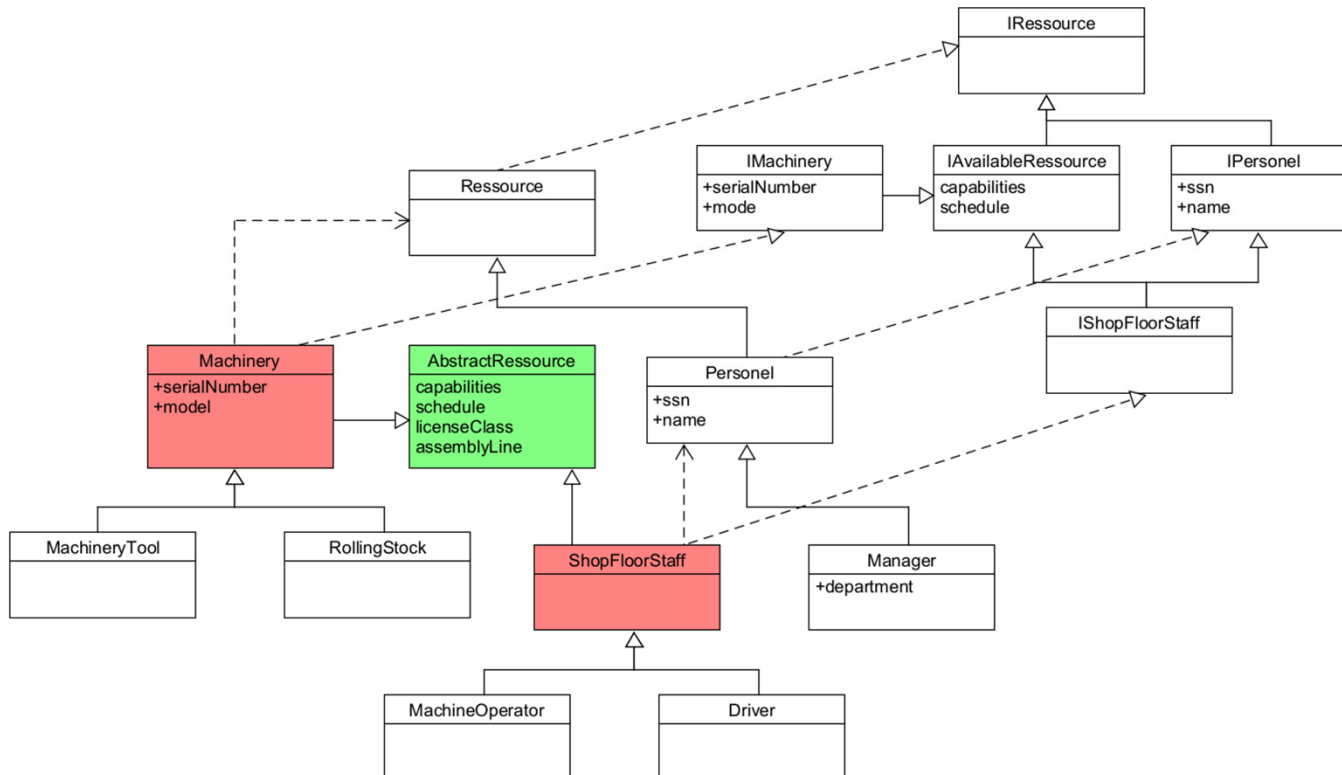 IRessource
IMachinery
+serialNumber
+mode
IAvailableRessource
capabilities
schedule
IPersonel
+ssn
+name
Ressource
IShopFloorStaff
Machinery
+serialNumber
+model
AbstractRessource
capabilities
schedule
licenseClass
assemblyLine
Personel
+ssn
+name
MachineryTool
RollingStock
ShopFloorStaff
Manager
+department
MachineOperator
Driver